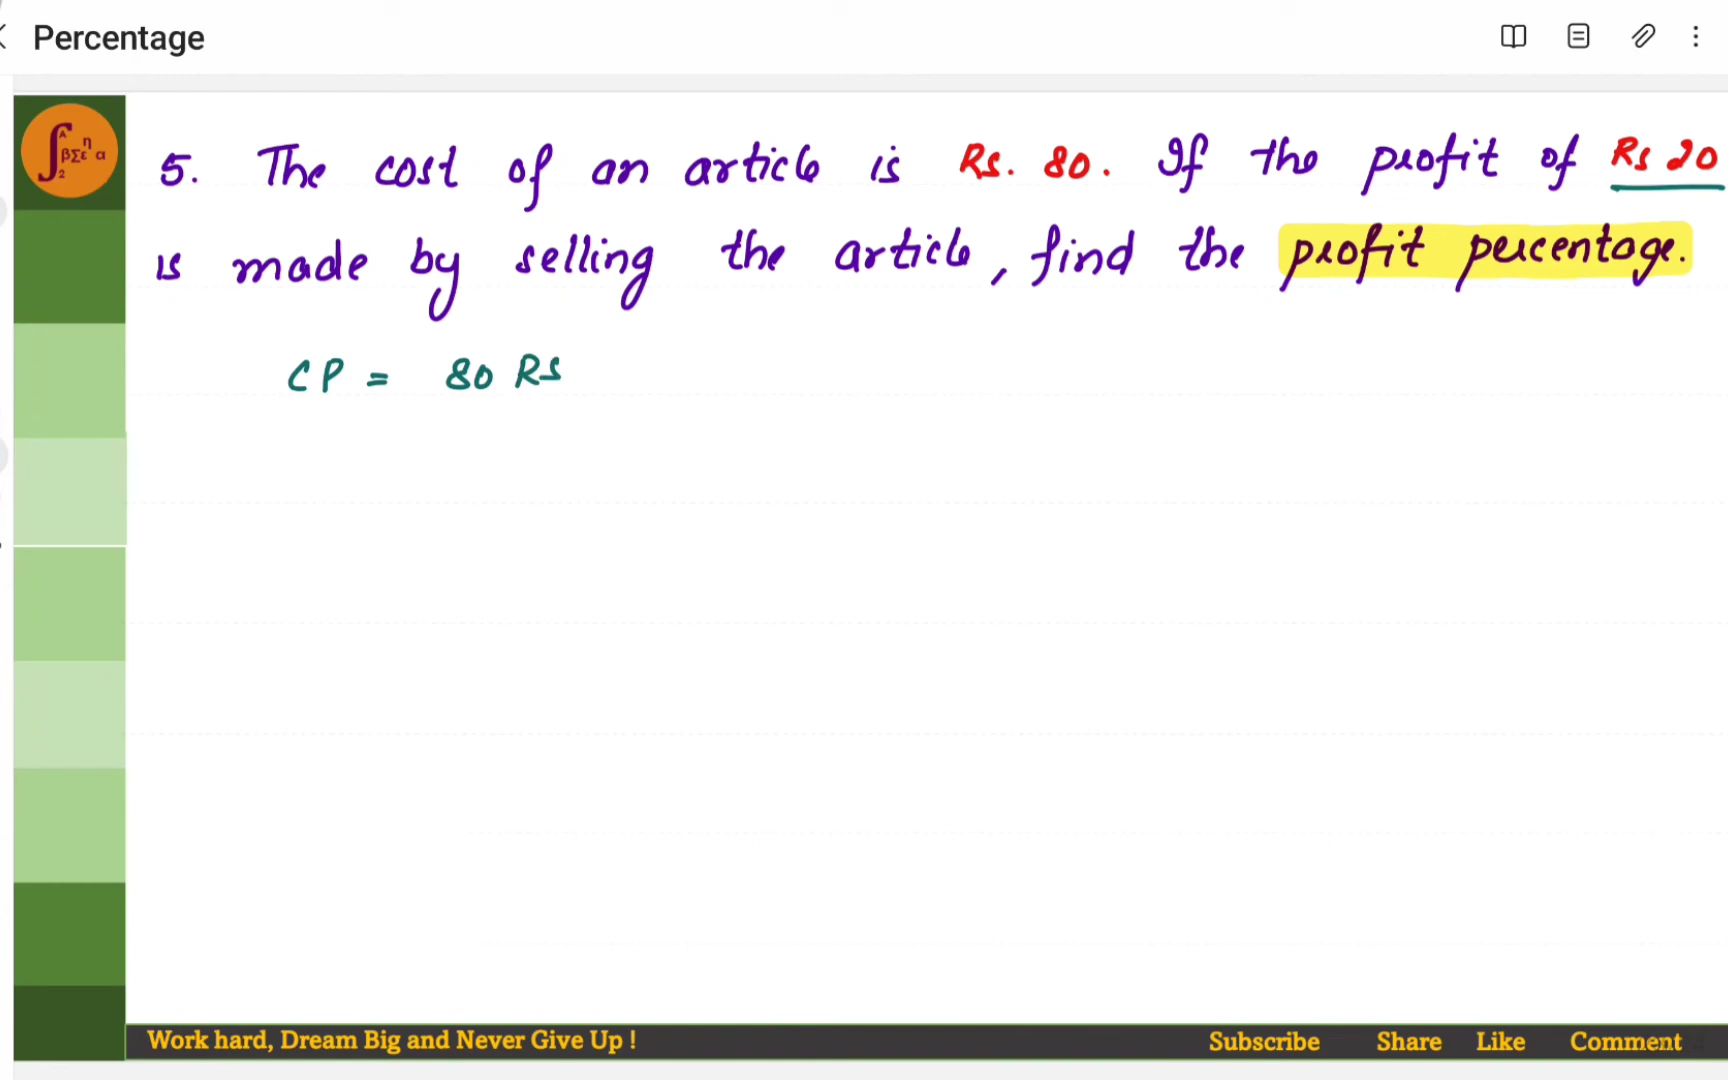 Percentage
5. The cost of an article is Rs. 80. If the profit of Rs 20
is made by selling the article, find the profit percentage.
CP = 80 RS
Work hard, Dream Big and Never Give Up ! Subscribe Share Like Comment